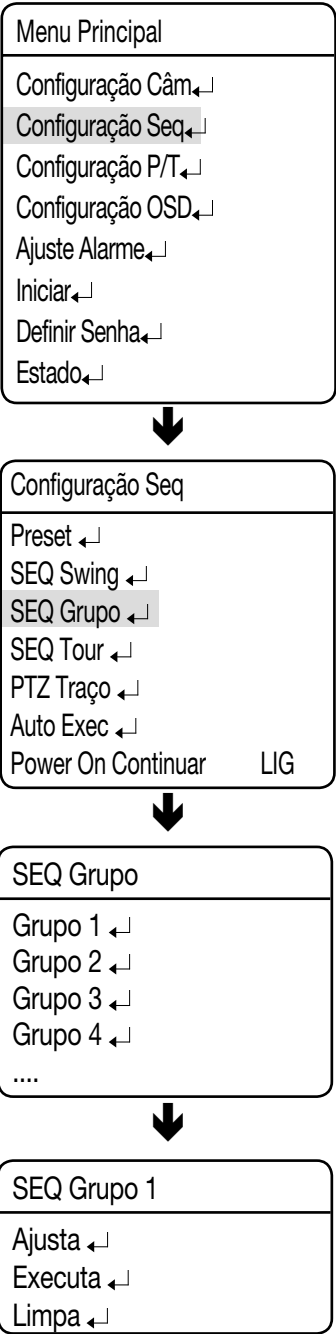 Menu Principal
Configuração Câm↵
Configuração Seq↵
Configuração P/T↵
Configuração OSD↵
Ajuste Alarme↵
Iniciar↵
Definir Senha↵
Estado↵
Configuração Seq
Preset ↵
SEQ Swing ↵
SEQ Grupo ↵
SEQ Tour ↵
PTZ Traço ↵
Auto Exec ↵
Power On Continuar LIG
SEQ Grupo
Grupo 1 ↵
Grupo 2 ↵
Grupo 3 ↵
Grupo 4 ↵
....
SEQ Grupo 1
Ajusta ↵
Executa ↵
Limpa ↵